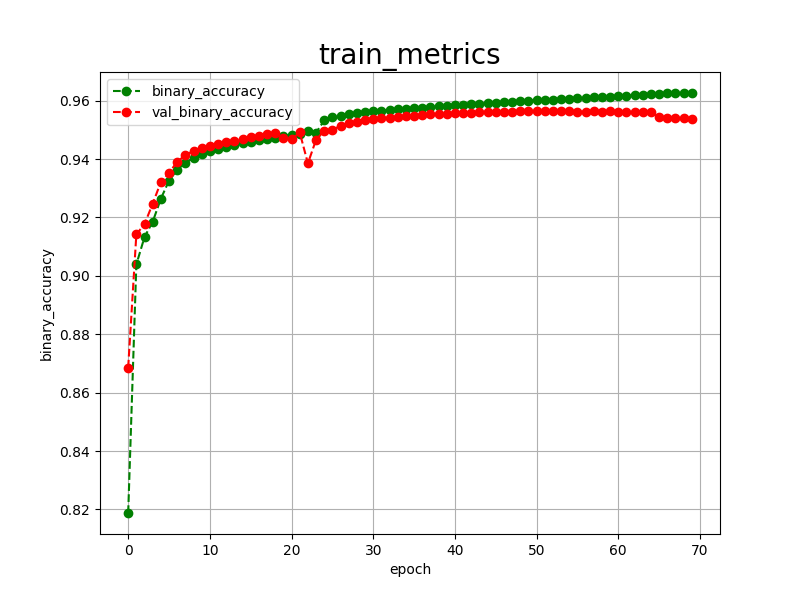 train_metrics
binary_accuracy
val_binary_accuracy
0.96
0.94
0.92
0.90
0.88
0.86
0.84
0.82
binary_accuracy
0 10 20 30 40 50 60 70
epoch